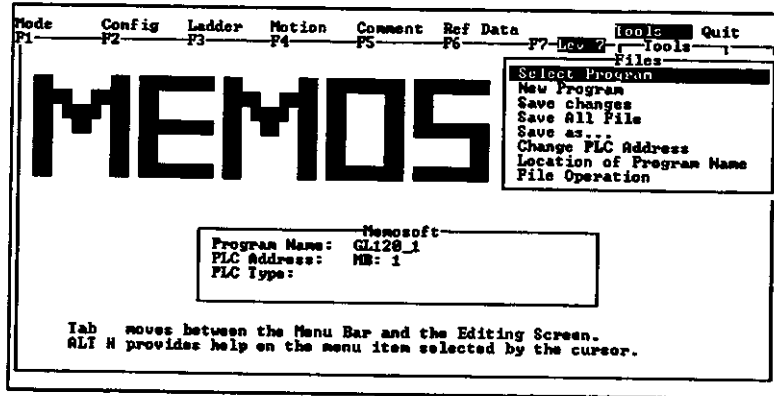 Mode Config Ladder Motion Comment Ref Data Tools Quit
F1 F2 F3 F4 F5 F6 F7-Lev ?- Tools
Files
Select Program
New Program
Save changes
Save All File
Save as...
Change PLC Address
Location of Program Name
File Operation
MEMOS
Memosoft
Program Name: GL120_1
PLC Address: MB: 1
PLC Type:
Tab moves between the Menu Bar and the Editing Screen.
ALT H provides help on the menu item selected by the cursor.